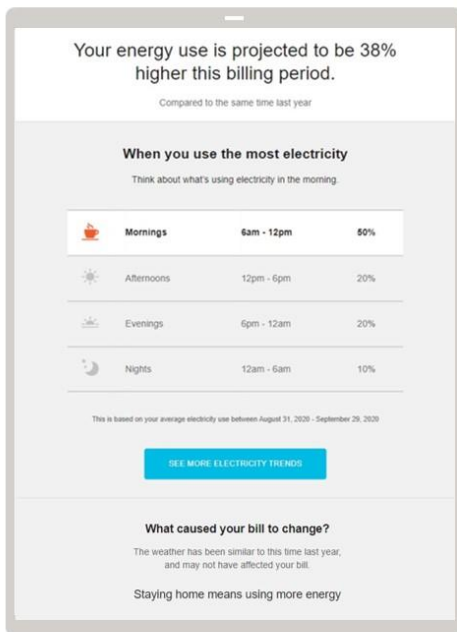 Your energy use is projected to be 38%
higher this billing period.
Compared to the same time last year
When you use the most electricity
Think about what's using electricity in the morning.
Mornings 6am - 12pm 50%
Afternoons 12pm - 6pm 20%
Evenings 6pm - 12am 20%
Nights 12am - 6am 10%
This is based on your average electricity use between August 31, 2020 - September 29, 2020
SEE MORE ELECTRICITY TRENDS
What caused your bill to change?
The weather has been similar to this time last year,
and may not have affected your bill.
Staying home means using more energy